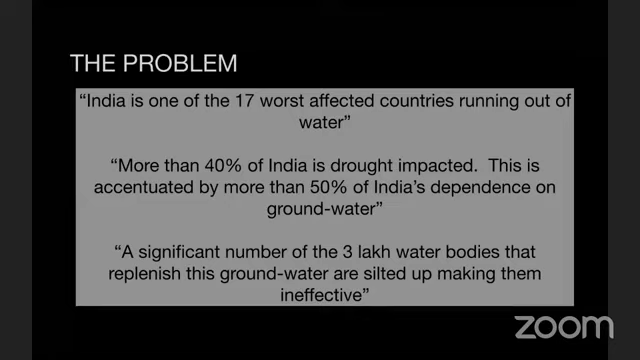 THE PROBLEM
“India is one of the 17 worst affected countries running out of
water”
“More than 40% of India is drought impacted.  This is
accentuated by more than 50% of India’s dependence on
ground-water”
“A significant number of the 3 lakh water bodies that
replenish this ground-water are silted up making them
ineffective”
zoom